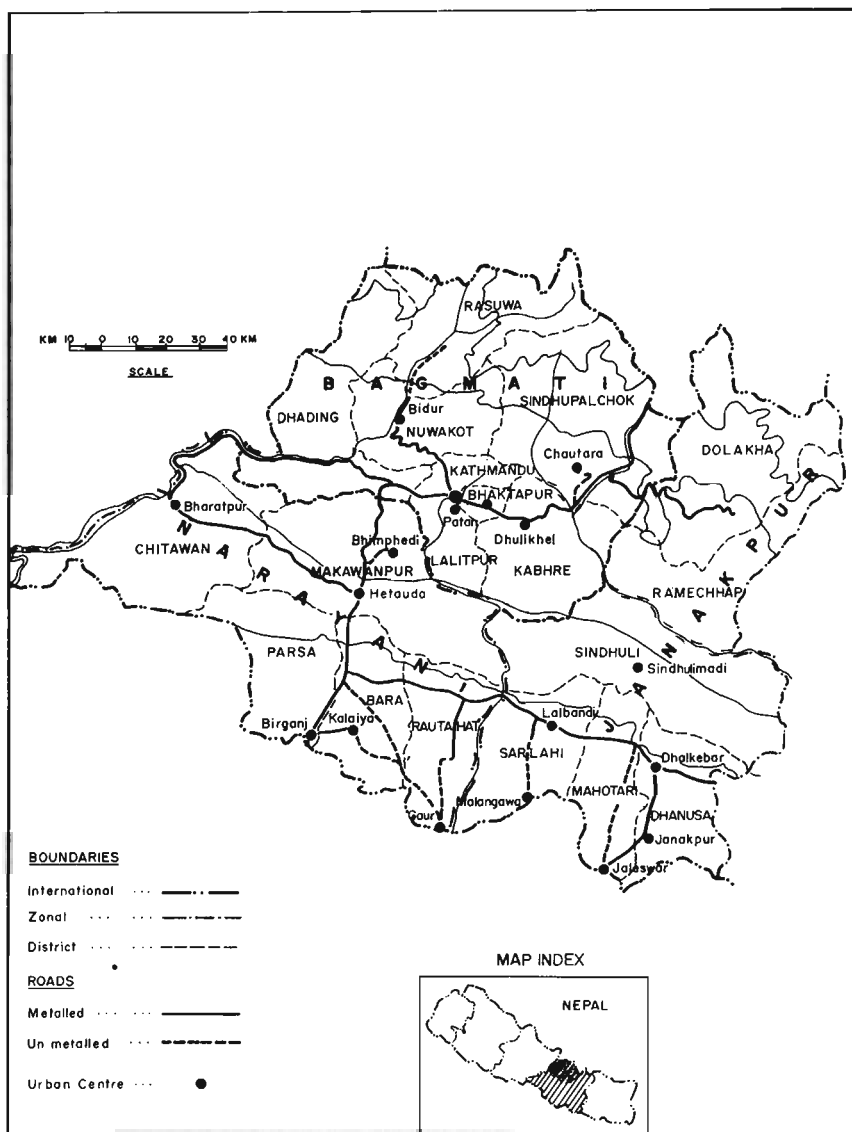 RASUWA
KM 10 0 10 20 30 40 KM
SCALE
BAGMATI
DHADING
Bidur
NUWAKOT
SINDHUPALCHOK
DOLAKHA
Chautara
KATHMANDU
BHAKTAPUR
Patan
Dhulikhel
Bharatpur
CHITAWAN
NARAYANI
Bhimphedi
MAKAWANPUR
LALITPUR
KABHRE
Hetauda
RAMECHHAP
JANAKPUR
PARSA
SINDHULI
Sindhulimadi
BARA
Birganj
Kalaiya
RAUTAHAT
Lalbandi
SARLAHI
Dhalkebar
Gaur
Malangawa
MAHOTARI
DHANUSA
Janakpur
Jaleswar
BOUNDARIES
International ...
Zonal ... ...
District ... ...
ROADS
Metalled ... ...
Un metalled ...
Urban Centre ...
MAP INDEX
NEPAL